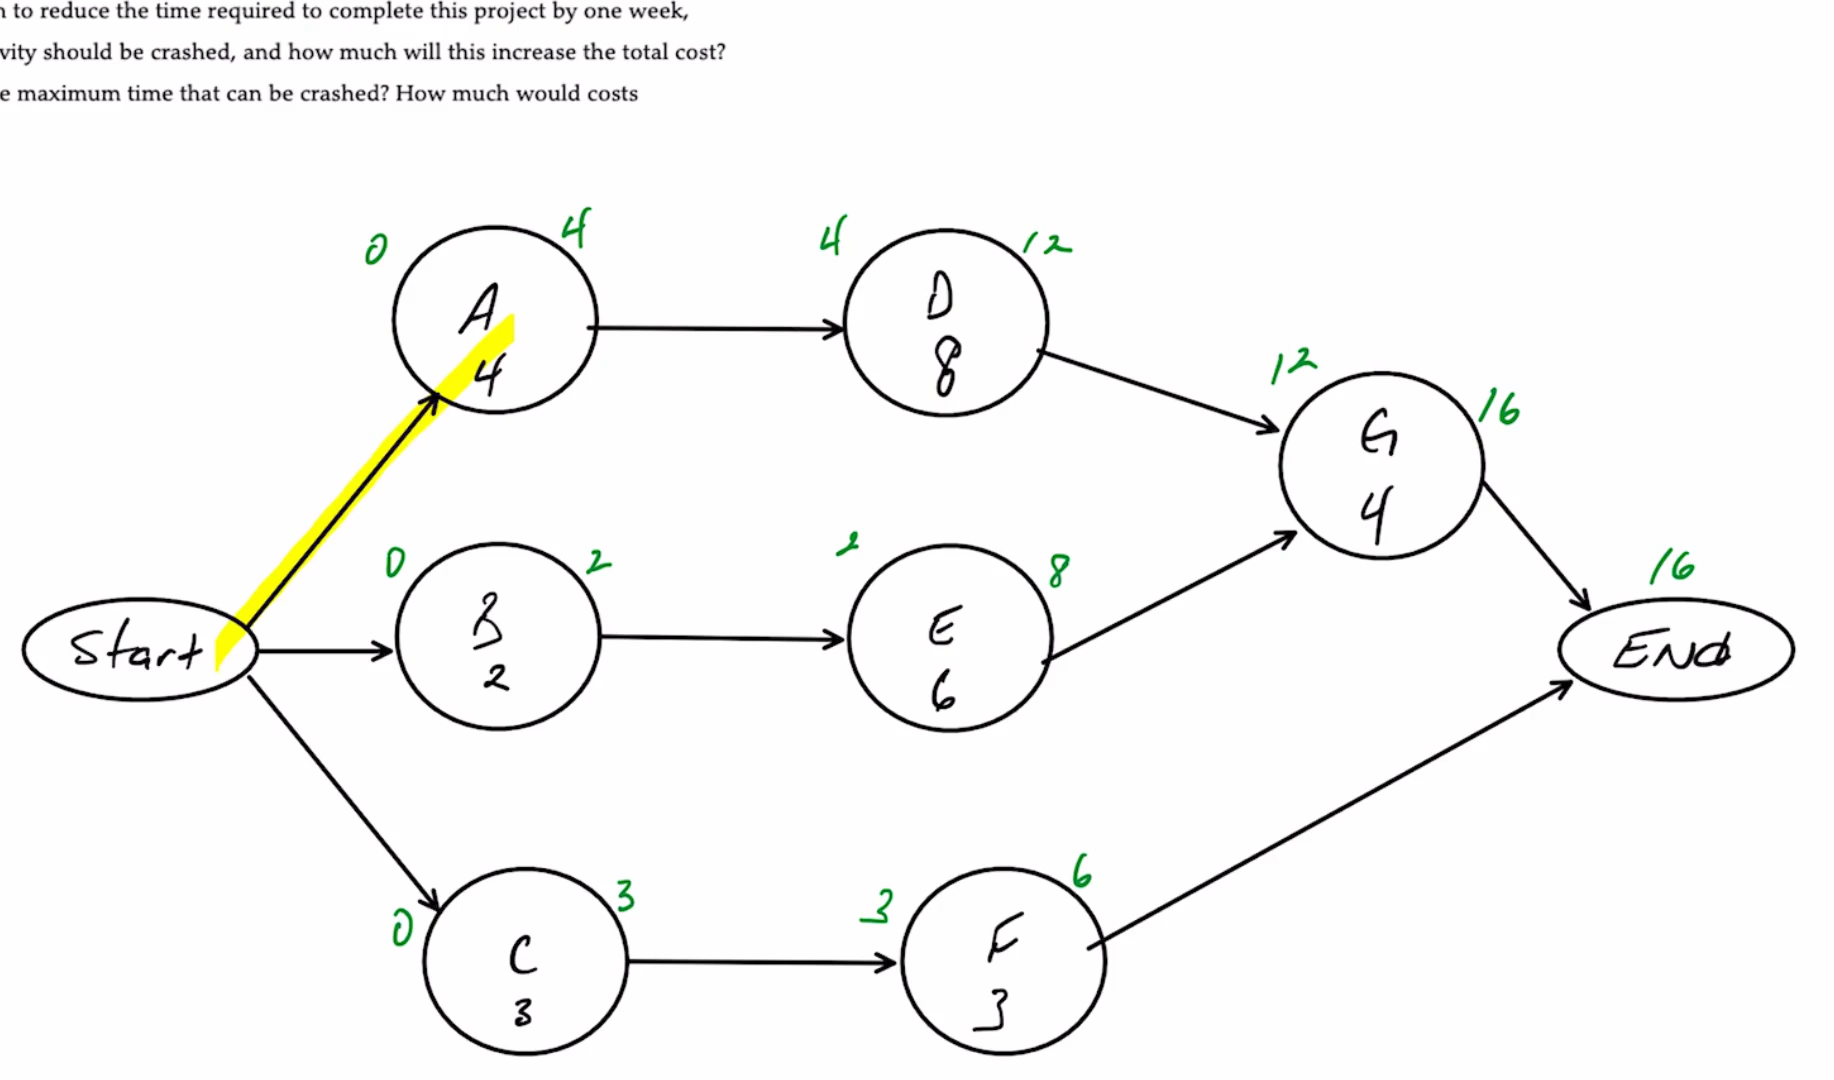 to reduce the time required to complete this project by one week,
vity should be crashed, and how much will this increase the total cost?
e maximum time that can be crashed? How much would costs
0 4 4 12
A D
4 8
12 16
G
4
0 2 2 8
B E
2 6
16
Start End
0 3 3 6
C F
3 3